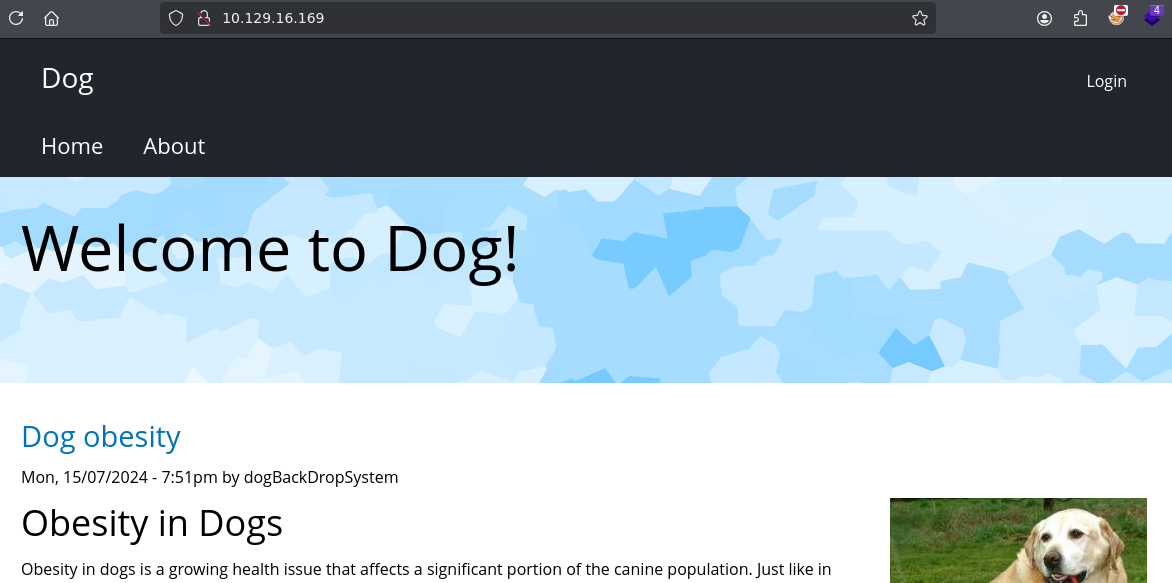 10.129.16.169
4
Dog
Login
Home About
Welcome to Dog!
Dog obesity
Mon, 15/07/2024 - 7:51pm by dogBackDropSystem
Obesity in Dogs
Obesity in dogs is a growing health issue that affects a significant portion of the canine population. Just like in